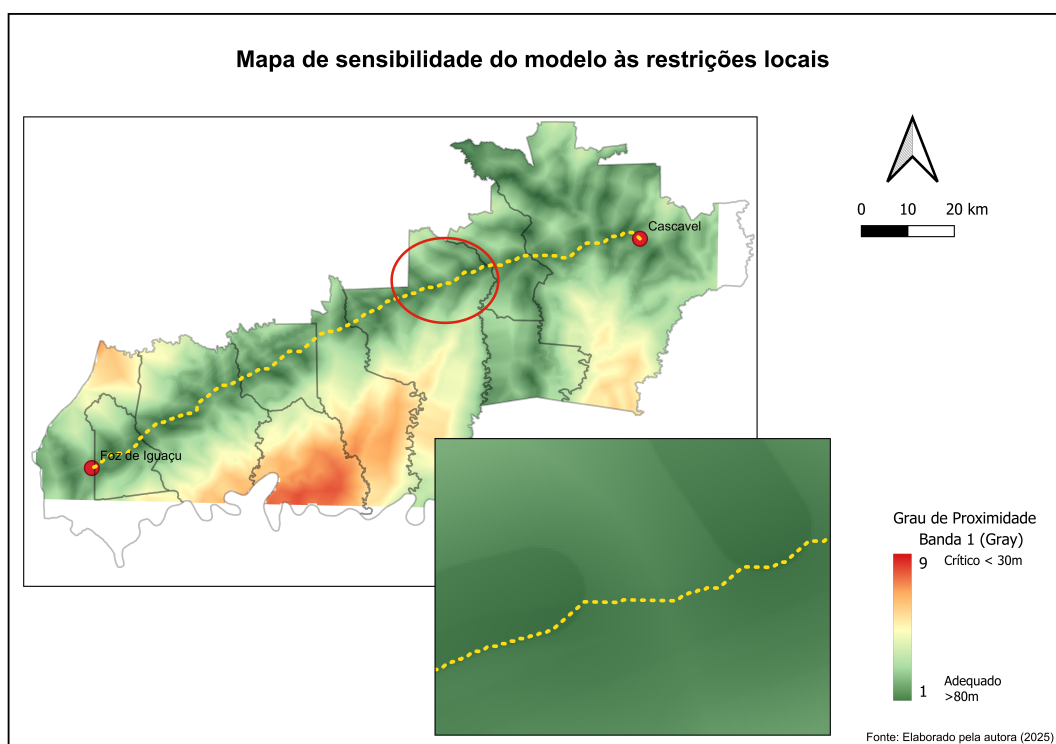 Mapa de sensibilidade do modelo às restrições locais
0 10 20 km
Cascavel
Foz de Iguaçu
Grau de Proximidade
Banda 1 (Gray)
9 Crítico < 30m
1 Adequado
>80m
Fonte: Elaborado pela autora (2025)